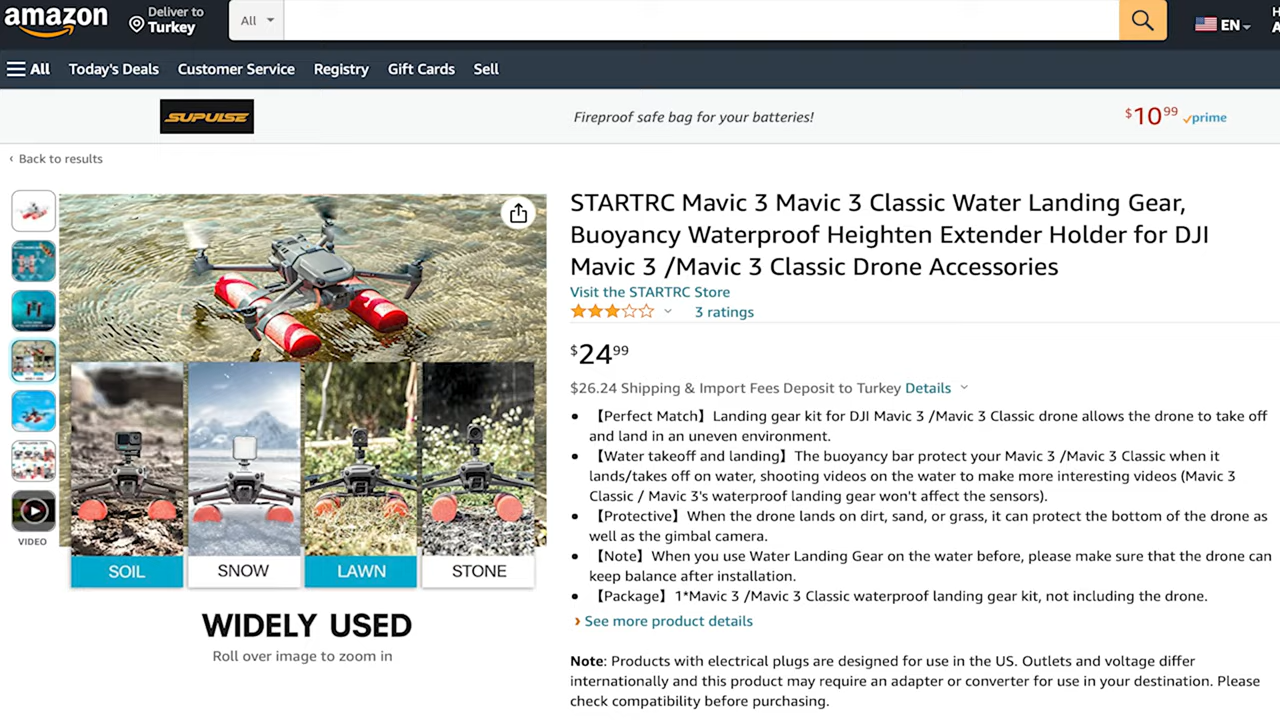 amazon
Deliver to
Turkey
All
EN
All Today's Deals Customer Service Registry Gift Cards Sell
SUPULSE Fireproof safe bag for your batteries! $10 99 prime
‹ Back to results
STARTRC Mavic 3 Mavic 3 Classic Water Landing Gear,
Buoyancy Waterproof Heighten Extender Holder for DJI
Mavic 3 /Mavic 3 Classic Drone Accessories
Visit the STARTRC Store
3 ratings
$24 99
$26.24 Shipping & Import Fees Deposit to Turkey Details
• 【Perfect Match】Landing gear kit for DJI Mavic 3 /Mavic 3 Classic drone allows the drone to take off
and land in an uneven environment.
• 【Water takeoff and landing】The buoyancy bar protect your Mavic 3 /Mavic 3 Classic when it
lands/takes off on water, shooting videos on the water to make more interesting videos (Mavic 3
Classic / Mavic 3's waterproof landing gear won't affect the sensors).
• 【Protective】When the drone lands on dirt, sand, or grass, it can protect the bottom of the drone as
well as the gimbal camera.
• 【Note】When you use Water Landing Gear on the water before, please make sure that the drone can
keep balance after installation.
• 【Package】1*Mavic 3 /Mavic 3 Classic waterproof landing gear kit, not including the drone.
› See more product details
Note: Products with electrical plugs are designed for use in the US. Outlets and voltage differ
internationally and this product may require an adapter or converter for use in your destination. Please
check compatibility before purchasing.
VIDEO
SOIL SNOW LAWN STONE
WIDELY USED
Roll over image to zoom in